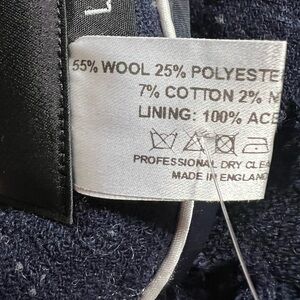 L
55% WOOL 25% POLYESTE
7% COTTON 2% N
LINING: 100% ACE
PROFESSIONAL DRY CLEA
MADE IN ENGLAND